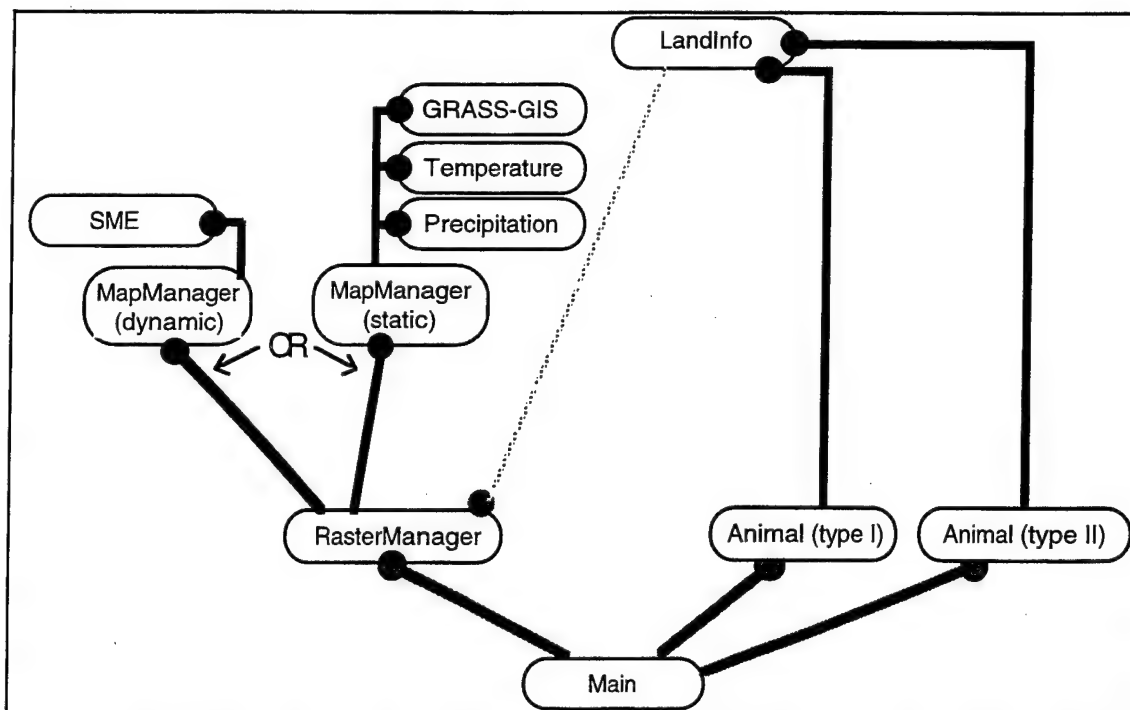 LandInfo
GRASS-GIS
Temperature
Precipitation
SME
MapManager
(dynamic)
MapManager
(static)
OR
RasterManager
Animal (type I)
Animal (type II)
Main